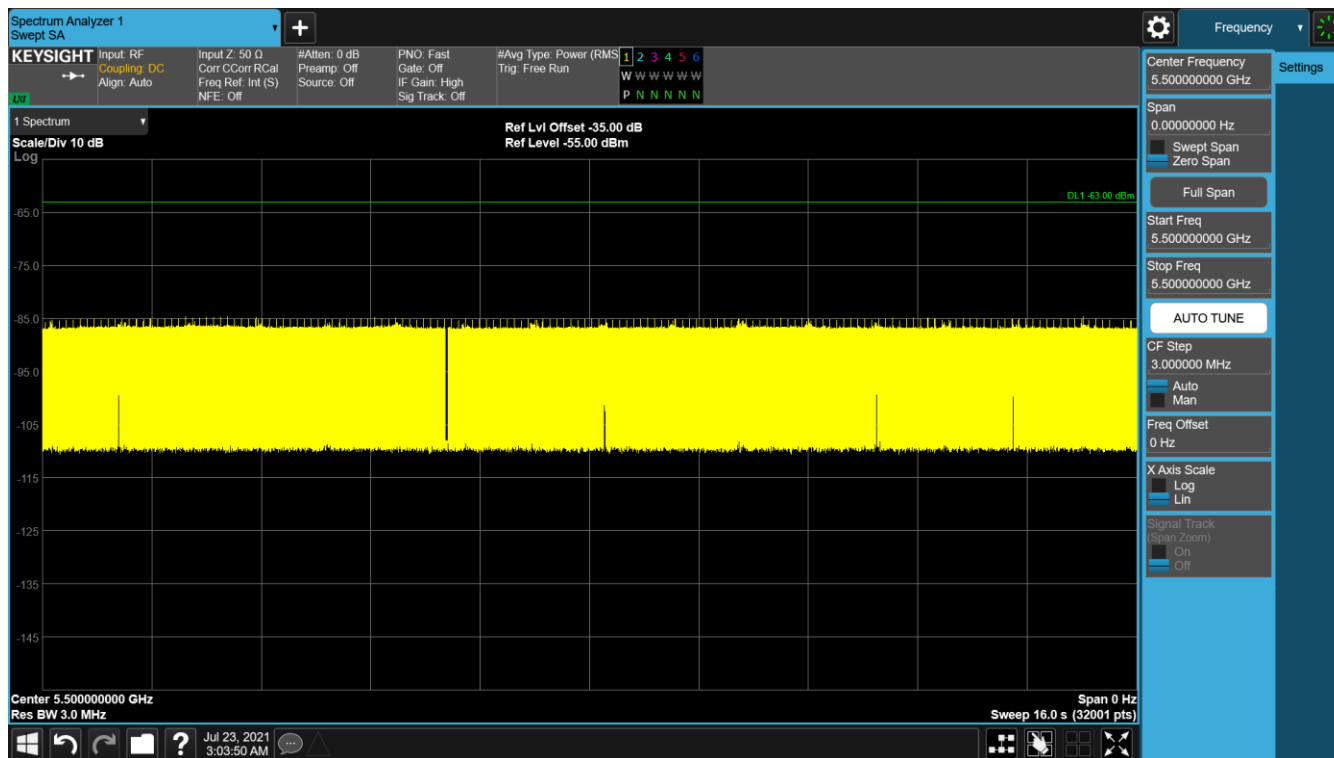 Spectrum Analyzer 1
Swept SA
+
Frequency
KEYSIGHT
Input: RF
Coupling: DC
Align: Auto
Input Z: 50 Ω
Corr CCorr RCal
Freq Ref: Int (S)
NFE: Off
#Atten: 0 dB
Preamp: Off
Source: Off
PNO: Fast
Gate: Off
IF Gain: High
Sig Track: Off
#Avg Type: Power (RMS
Trig: Free Run
1 2 3 4 5 6
W W W W W W
P N N N N N
LXI
1 Spectrum
Scale/Div 10 dB
Log
Ref Lvl Offset -35.00 dB
Ref Level -55.00 dBm
DL1 -63.00 dBm
-65.0
-75.0
-85.0
-95.0
-105
-115
-125
-135
-145
Center 5.500000000 GHz
Res BW 3.0 MHz
Span 0 Hz
Sweep 16.0 s (32001 pts)
Center Frequency
5.500000000 GHz
Settings
Span
0.00000000 Hz
Swept Span
Zero Span
Full Span
Start Freq
5.500000000 GHz
Stop Freq
5.500000000 GHz
AUTO TUNE
CF Step
3.000000 MHz
Auto
Man
Freq Offset
0 Hz
X Axis Scale
Log
Lin
Signal Track
(Span Zoom)
On
Off
?
Jul 23, 2021
3:03:50 AM